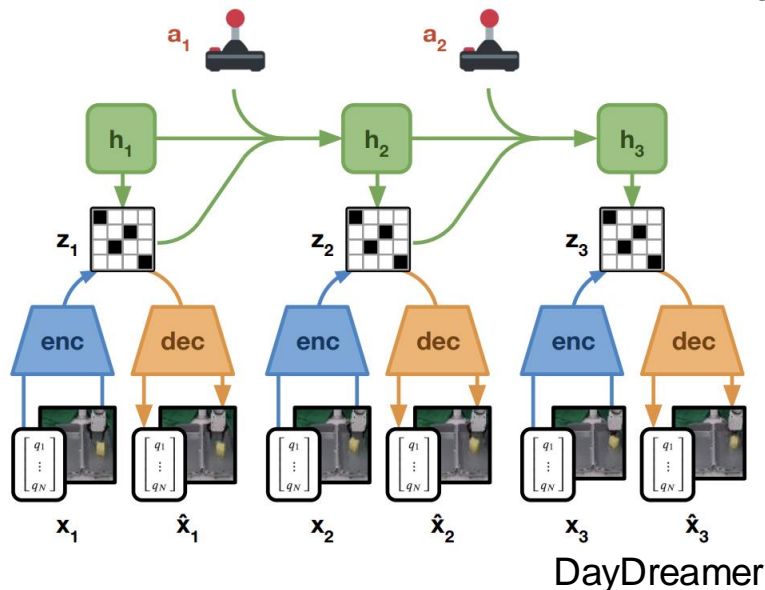 a1
a2
h1
h2
h3
z1
z2
z3
enc
dec
enc
dec
enc
dec
q1
⋮
qN
q1
⋮
qN
q1
⋮
qN
q1
⋮
qN
q1
⋮
qN
q1
⋮
qN
x1
x̂1
x2
x̂2
x3
x̂3
DayDreamer